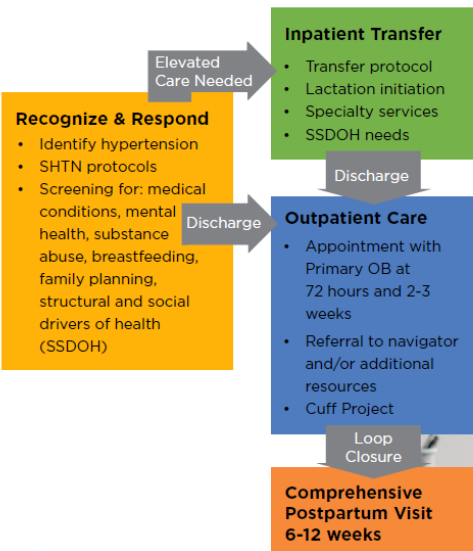 Recognize & Respond
• Identify hypertension
• SHTN protocols
• Screening for: medical
conditions, mental
health, substance
abuse, breastfeeding,
family planning,
structural and social
drivers of health
(SSDOH)
Elevated
Care Needed
Inpatient Transfer
• Transfer protocol
• Lactation initiation
• Specialty services
• SSDOH needs
Discharge
Discharge
Outpatient Care
• Appointment with
Primary OB at
72 hours and 2-3
weeks
• Referral to navigator
and/or additional
resources
• Cuff Project
Loop
Closure
Comprehensive
Postpartum Visit
6-12 weeks